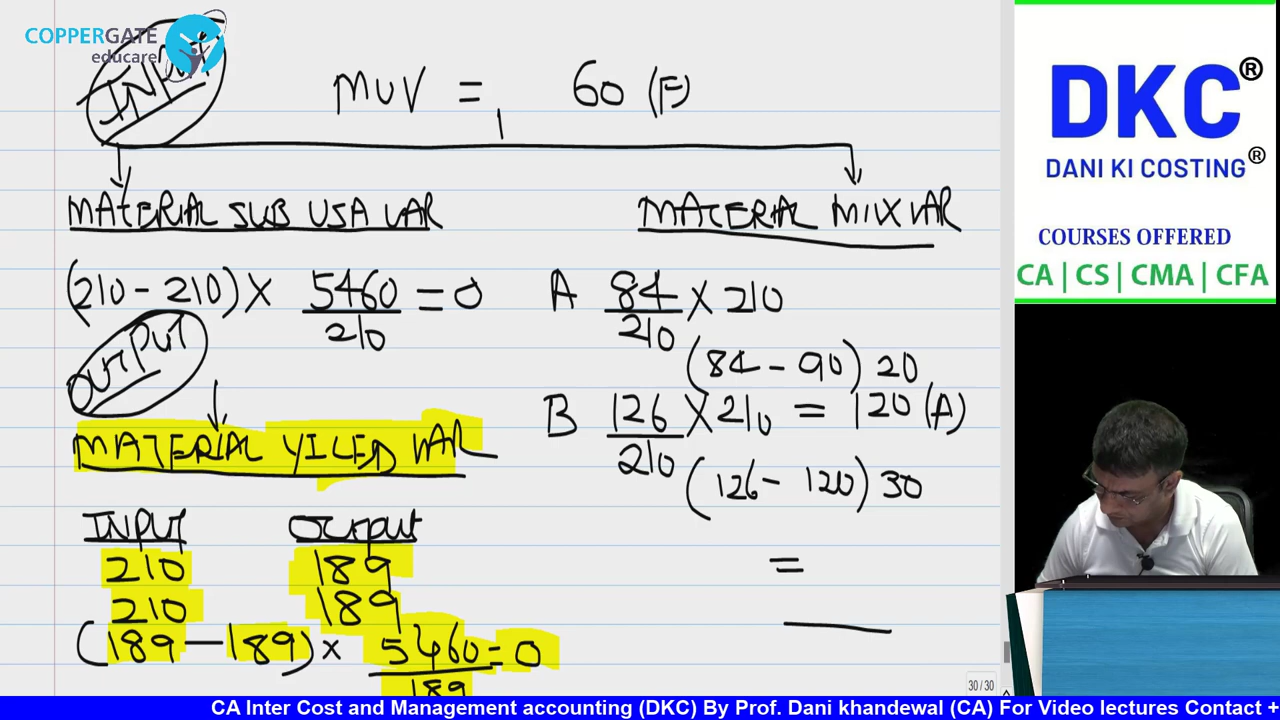 COPPERGATE
educare
INPUT
MUV = 60 (F)
MATERIAL SUB USA VAR
(210 - 210) X 5460 = 0
210
OUTPUT
MATERIAL YILED VAR
INPUT OUTPUT
210 189
210 189
(189 - 189) x 5460 = 0
189
MATERIAL MIX VAR
A 84 X 210
210
(84 - 90) 20
B 126 X 210 = 120 (A)
210
(126 - 120) 30
=
30 / 30
DKC®
DANI KI COSTING®
COURSES OFFERED
CA | CS | CMA | CFA
CA Inter Cost and Management accounting (DKC) By Prof. Dani khandewal (CA) For Video lectures Contact +